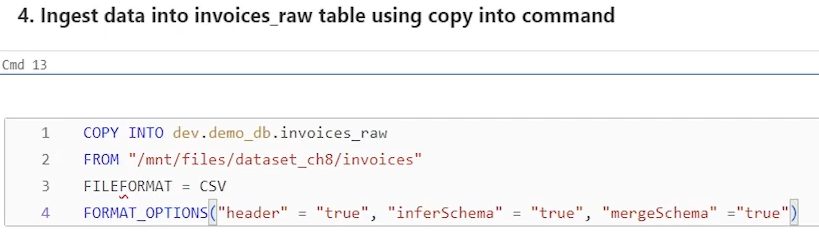 4. Ingest data into invoices_raw table using copy into command
Cmd 13
1 COPY INTO dev.demo_db.invoices_raw
2 FROM "/mnt/files/dataset_ch8/invoices"
3 FILEFORMAT = CSV
4 FORMAT_OPTIONS("header" = "true", "inferSchema" = "true", "mergeSchema" ="true")